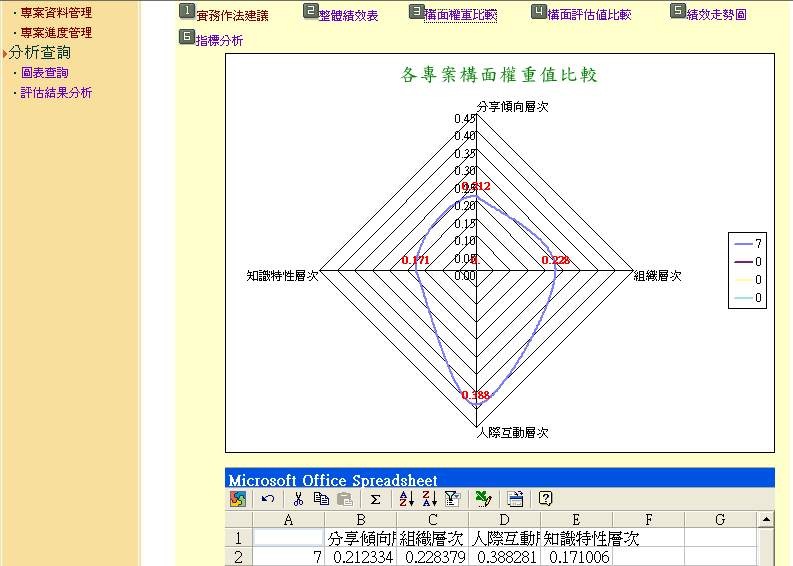 ・專案資料管理
・專案進度管理
分析查詢
・圖表查詢
・評估結果分析
1 實務作法建議
2 整體績效表
3 構面權重比較
4 構面評估值比較
5 績效走勢圖
6 指標分析
各專案構面權重值比較
分享傾向層次
0.45
0.40
0.35
0.30
0.25
0.212
0.20
0.15
0.10
0.05
0.00
0.171
0.228
知識特性層次
組織層次
0.388
人際互動層次
7
0
0
0
Microsoft Office Spreadsheet
A B C D E F G
1 分享傾向 組織層次 人際互動 知識特性層次
2 7 0.212334 0.228379 0.388281 0.171006